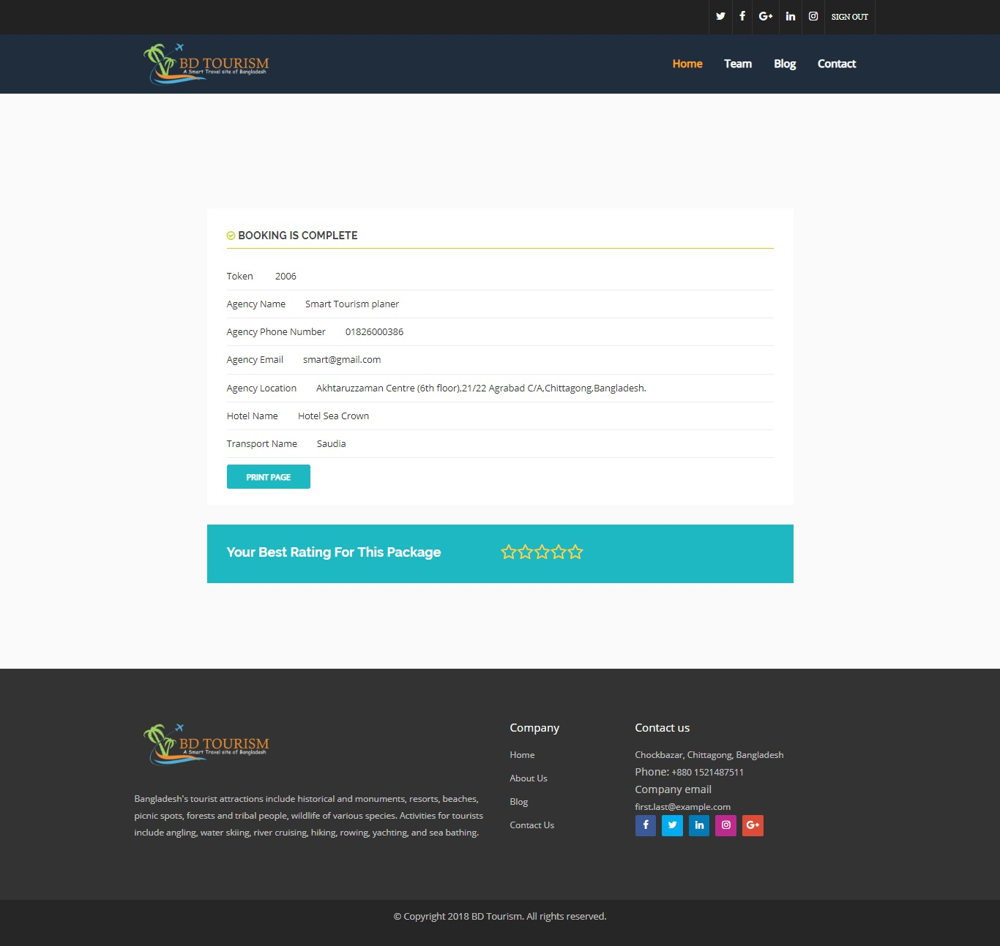 SIGN OUT
BD TOURISM
A Smart Travel site of Bangladesh
Home Team Blog Contact
BOOKING IS COMPLETE
Token 2006
Agency Name Smart Tourism planer
Agency Phone Number 01826000386
Agency Email smart@gmail.com
Agency Location Akhtaruzzaman Centre (6th floor),21/22 Agrabad C/A,Chittagong,Bangladesh.
Hotel Name Hotel Sea Crown
Transport Name Saudia
PRINT PAGE
Your Best Rating For This Package
BD TOURISM
A Smart Travel site of Bangladesh
Bangladesh's tourist attractions include historical and monuments, resorts, beaches,
picnic spots, forests and tribal people, wildlife of various species. Activities for tourists
include angling, water skiing, river cruising, hiking, rowing, yachting, and sea bathing.
Company
Home
About Us
Blog
Contact Us
Contact us
Chockbazar, Chittagong, Bangladesh
Phone: +880 1521487511
Company email
first.last@example.com
© Copyright 2018 BD Tourism. All rights reserved.